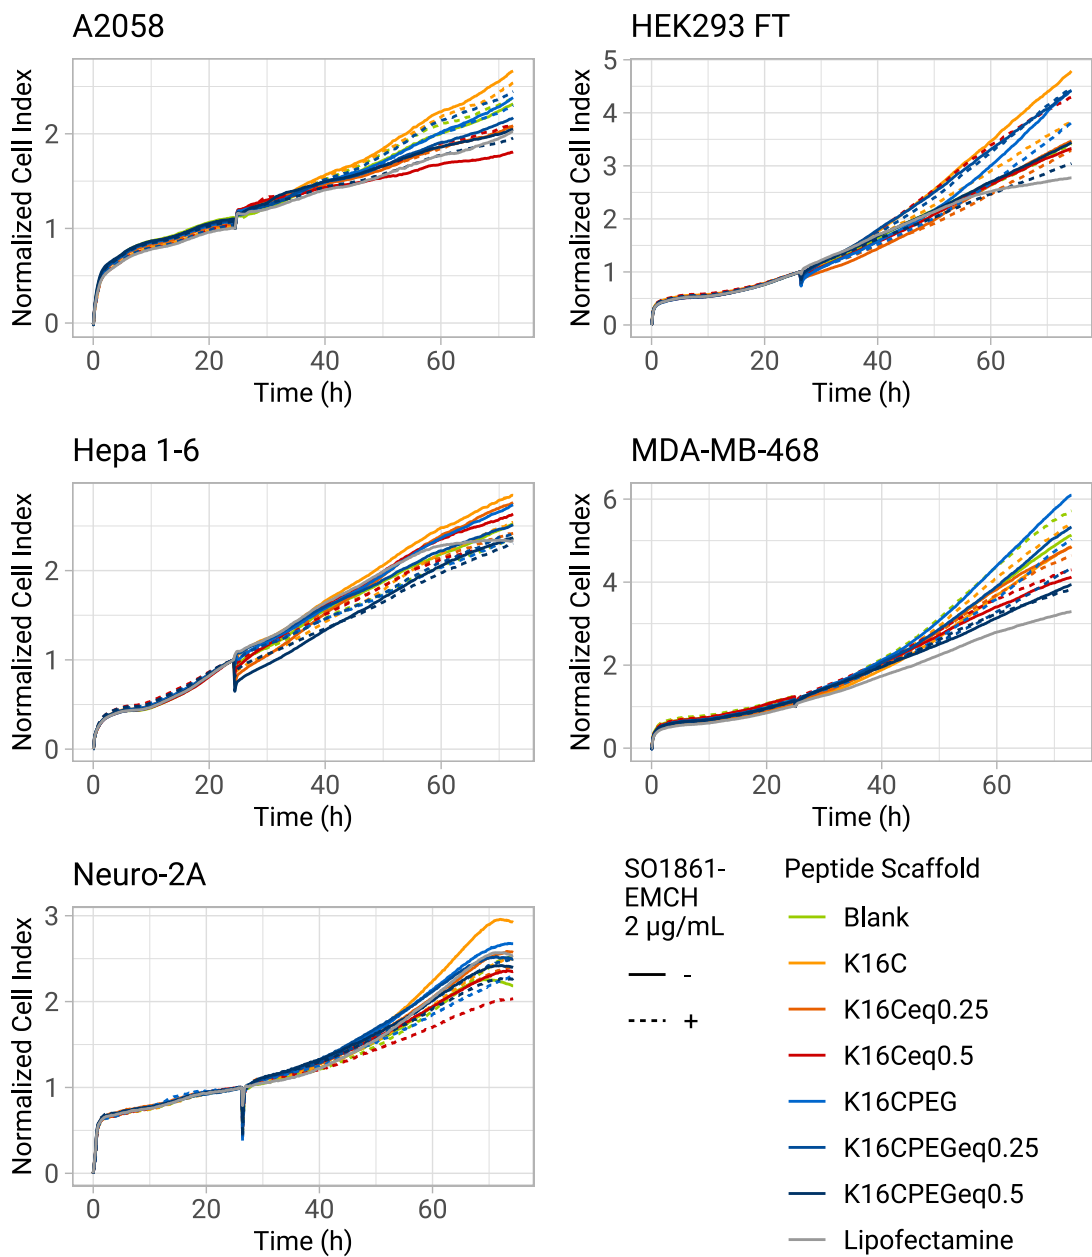 A2058
Normalized Cell Index
2
1
0
0 20 40 60
Time (h)
HEK293 FT
Normalized Cell Index
5
4
3
2
1
0
0 20 40 60
Time (h)
Hepa 1-6
Normalized Cell Index
2
1
0
0 20 40 60
Time (h)
MDA-MB-468
Normalized Cell Index
6
4
2
0
0 20 40 60
Time (h)
Neuro-2A
Normalized Cell Index
3
2
1
0
0 20 40 60
Time (h)
SO1861-
EMCH
2 µg/mL
-
+
Peptide Scaffold
Blank
K16C
K16Ceq0.25
K16Ceq0.5
K16CPEG
K16CPEGeq0.25
K16CPEGeq0.5
Lipofectamine